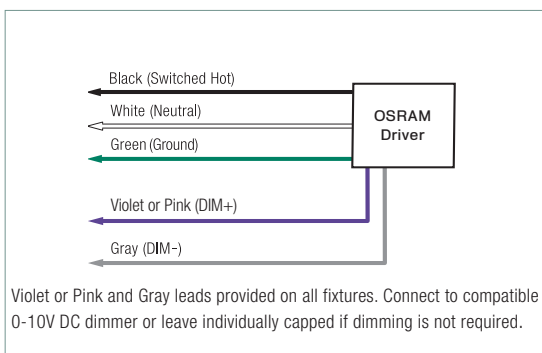 Black (Switched Hot)
White (Neutral)
Green (Ground)
OSRAM
Driver
Violet or Pink (DIM+)
Gray (DIM-)
Violet or Pink and Gray leads provided on all fixtures. Connect to compatible
0-10V DC dimmer or leave individually capped if dimming is not required.